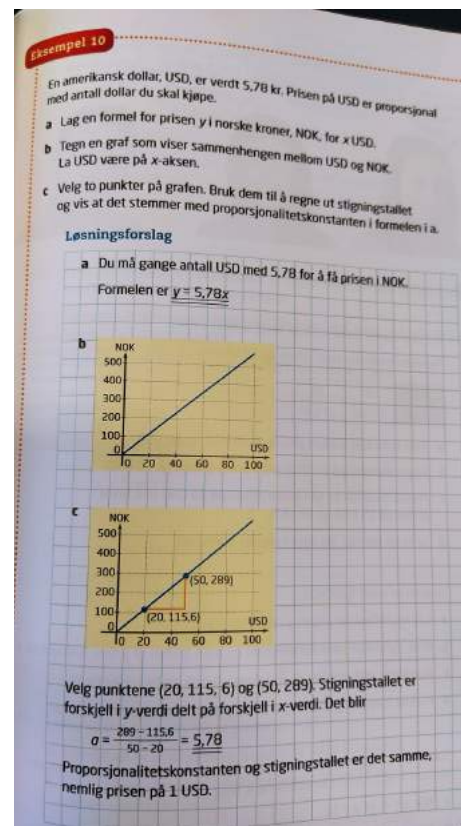 Eksempel 10
En amerikansk dollar, USD, er verdt 5,78 kr. Prisen på USD er proporsjonal
med antall dollar du skal kjøpe.
a Lag en formel for prisen y i norske kroner, NOK, for x USD.
b Tegn en graf som viser sammenhengen mellom USD og NOK.
La USD være på x-aksen.
c Velg to punkter på grafen. Bruk dem til å regne ut stigningstallet
og vis at det stemmer med proporsjonalitetskonstanten i formelen i a.
Løsningsforslag
a Du må gange antall USD med 5,78 for å få prisen i NOK.
Formelen er y = 5,78x
b
NOK
500
400
300
200
100
0
USD
0 20 40 60 80 100
c
NOK
500
400
300
(50, 289)
200
100
(20, 115,6)
0
USD
0 20 40 60 80 100
Velg punktene (20, 115, 6) og (50, 289). Stigningstallet er
forskjell i y-verdi delt på forskjell i x-verdi. Det blir
a = 289 - 115,6 / 50 - 20 = 5,78
Proporsjonalitetskonstanten og stigningstallet er det samme,
nemlig prisen på 1 USD.